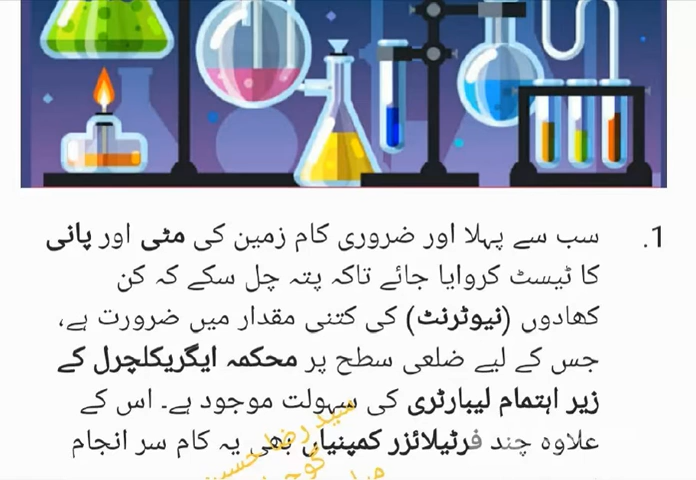 1. سب سے پہلا اور ضروری کام زمین کی مٹی اور پانی
کا ٹیسٹ کروایا جائے تاکہ پتہ چل سکے کہ کن
کھادوں (نیوٹرنٹ) کی کتنی مقدار میں ضرورت ہے،
جس کے لیے ضلعی سطح پر محکمہ ایگریکلچرل کے
زیر اہتمام لیبارٹری کی سہولت موجود ہے۔ اس کے
علاوہ چند فرٹیلائزر کمپنیاں بھی یہ کام سر انجام
سید رضا حسین